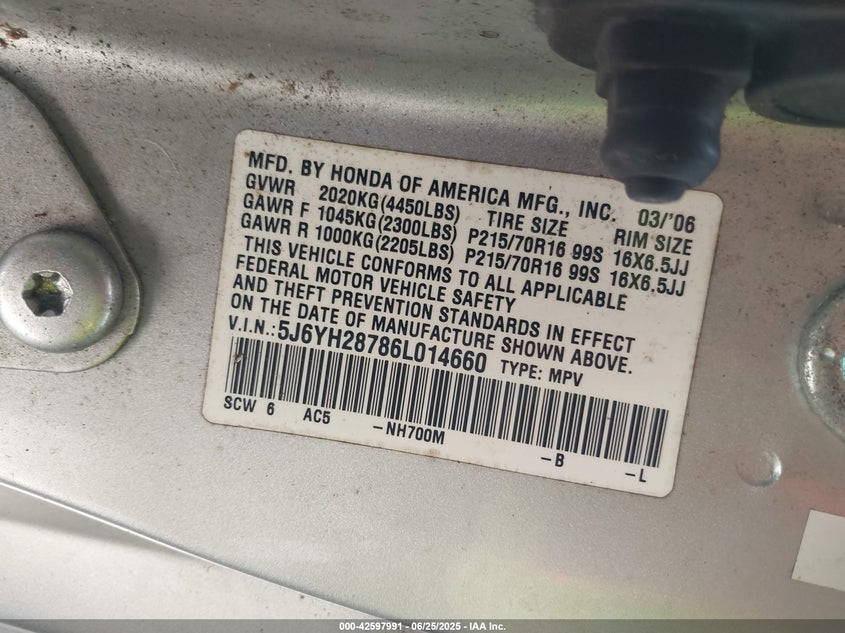 MFD. BY HONDA OF AMERICA MFG., INC. 03/'06
GVWR 2020KG(4450LBS) TIRE SIZE RIM SIZE
GAWR F 1045KG(2300LBS) P215/70R16 99S 16X6.5JJ
GAWR R 1000KG(2205LBS) P215/70R16 99S 16X6.5JJ
THIS VEHICLE CONFORMS TO ALL APPLICABLE
FEDERAL MOTOR VEHICLE SAFETY
AND THEFT PREVENTION STANDARDS IN EFFECT
ON THE DATE OF MANUFACTURE SHOWN ABOVE.
V.I.N.: 5J6YH28786L014660 TYPE: MPV
SCW 6 AC5 -NH700M -B -L
000-42597991 - 06/25/2025 - IAA Inc.